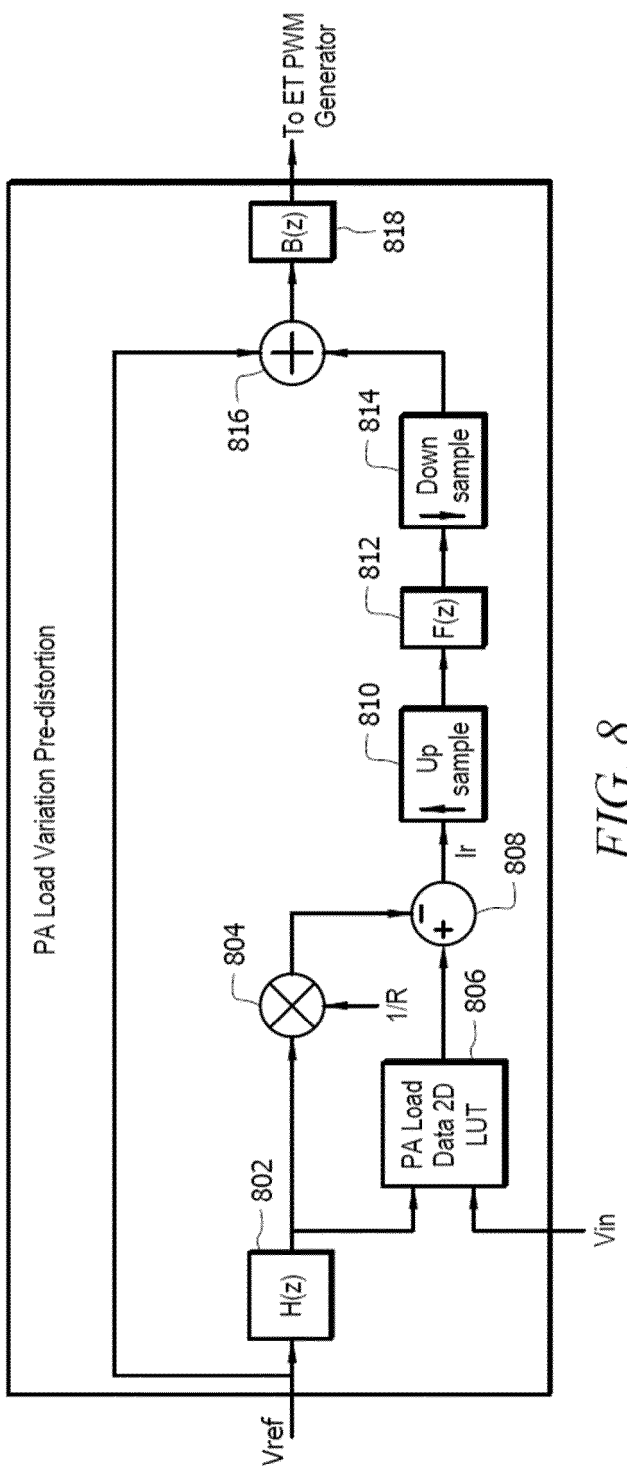 PA Load Variation Pre-distortion
Vref
H(z)
802
804
1/R
PA Load
Data 2D
LUT
806
Vin
+
-
808
Ir
Up
sample
810
F(z)
812
Down
sample
814
816
B(z)
818
To ET PWM
Generator
FIG. 8